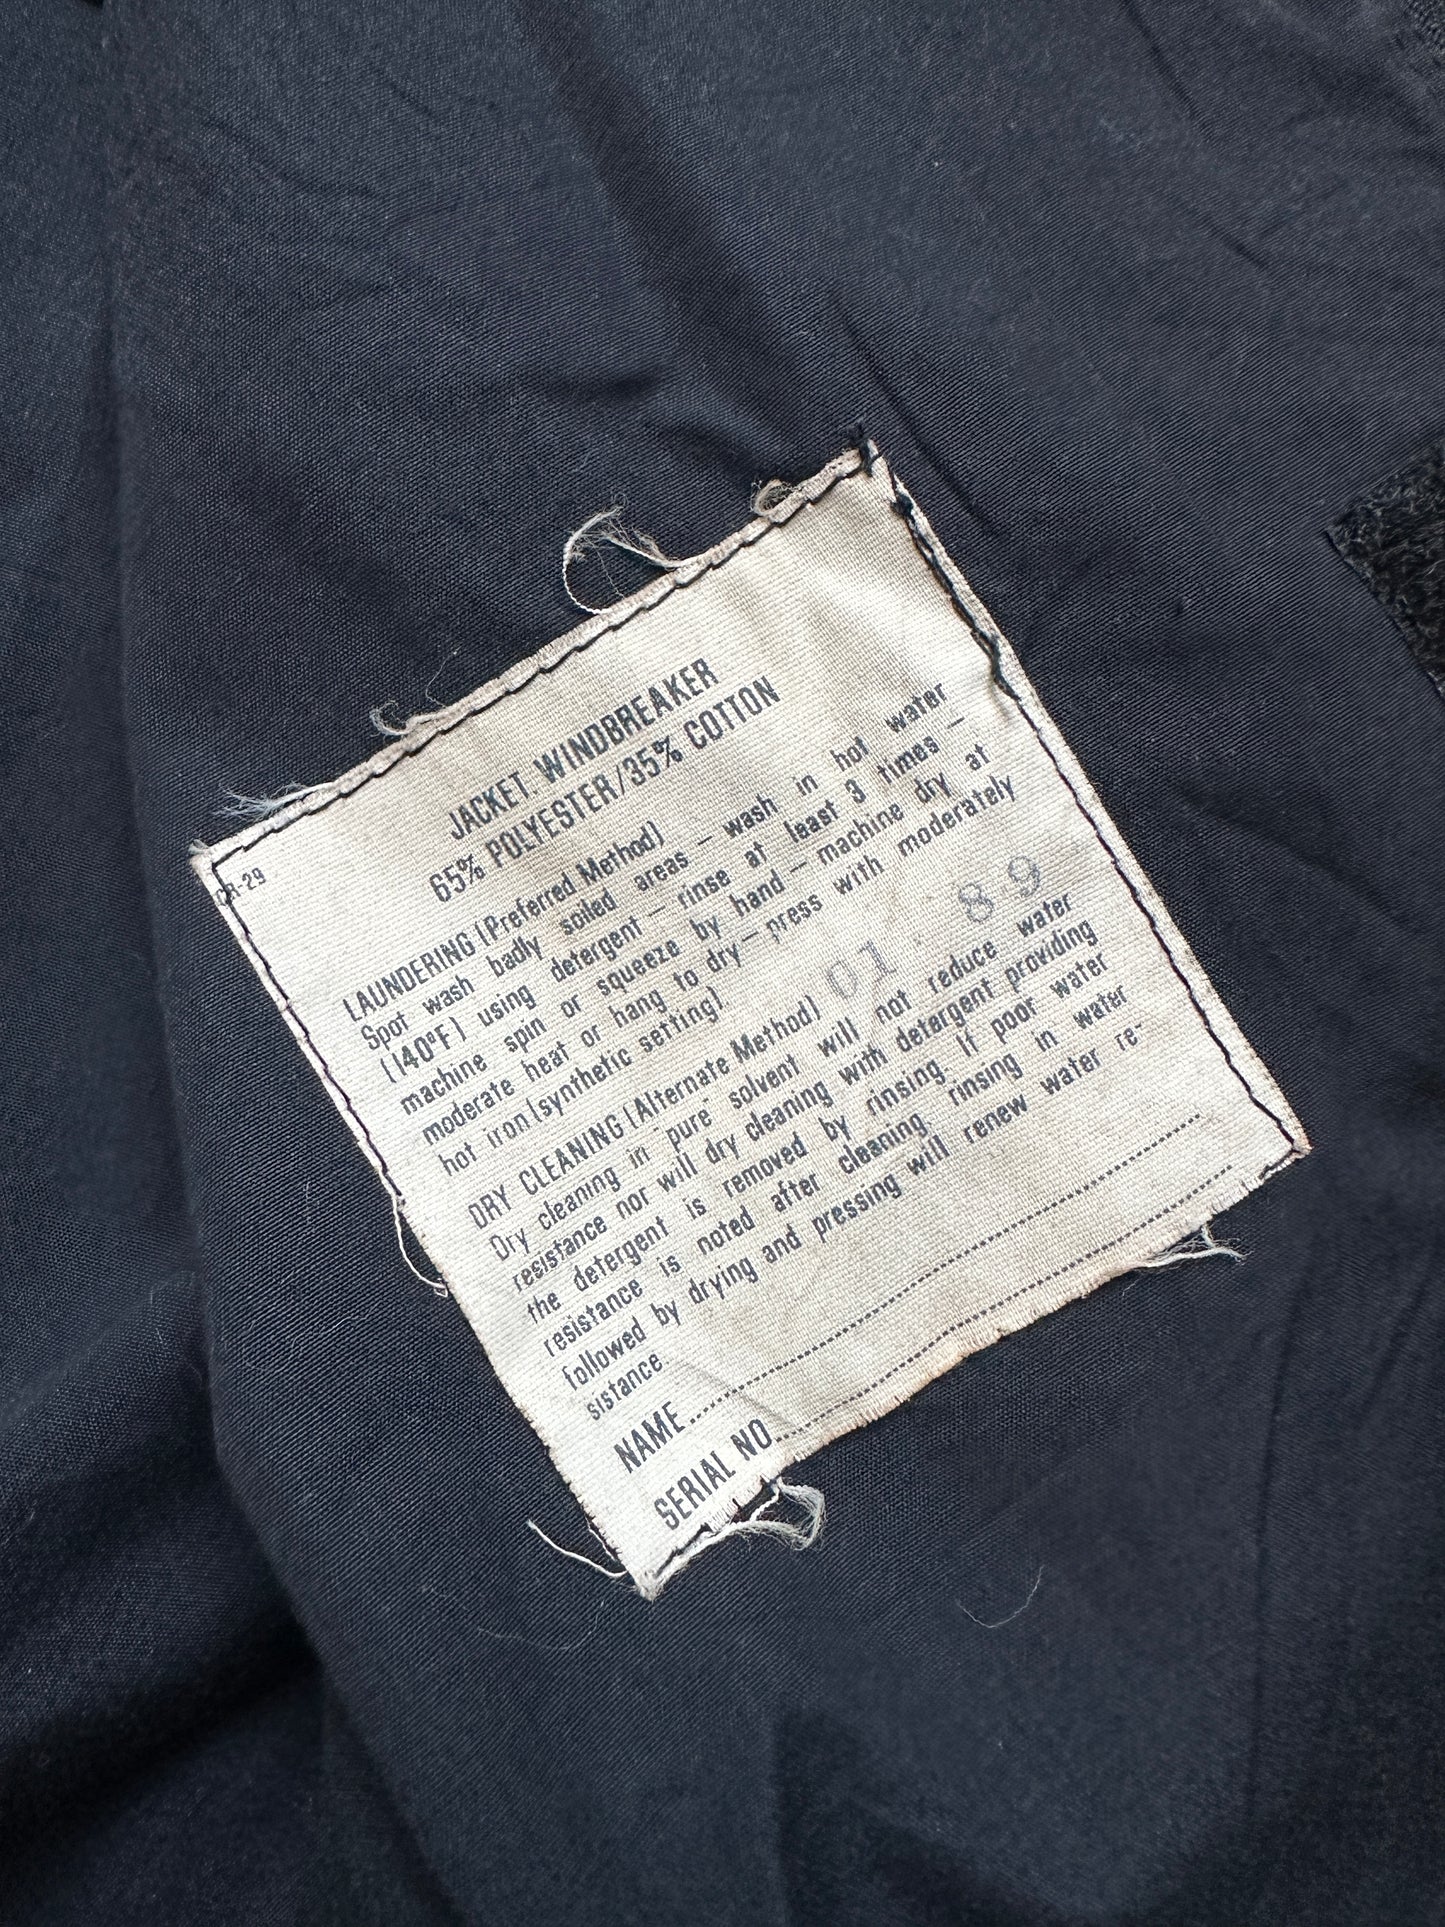 CR-29
JACKET, WINDBREAKER
65% POLYESTER/35% COTTON
LAUNDERING (Preferred Method)
Spot wash badly soiled areas — wash in hot water
(140°F) using detergent — rinse at least 3 times —
machine spin or squeeze by hand — machine dry at
moderate heat or hang to dry — press with moderately
hot iron (synthetic setting).
01 89
DRY CLEANING (Alternate Method)
Dry cleaning in "pure" solvent will not reduce water
resistance nor will dry cleaning with detergent providing
the detergent is removed by rinsing. If poor water
resistance is noted after cleaning, rinsing in water
followed by drying and pressing will renew water re-
sistance.
NAME
SERIAL NO.